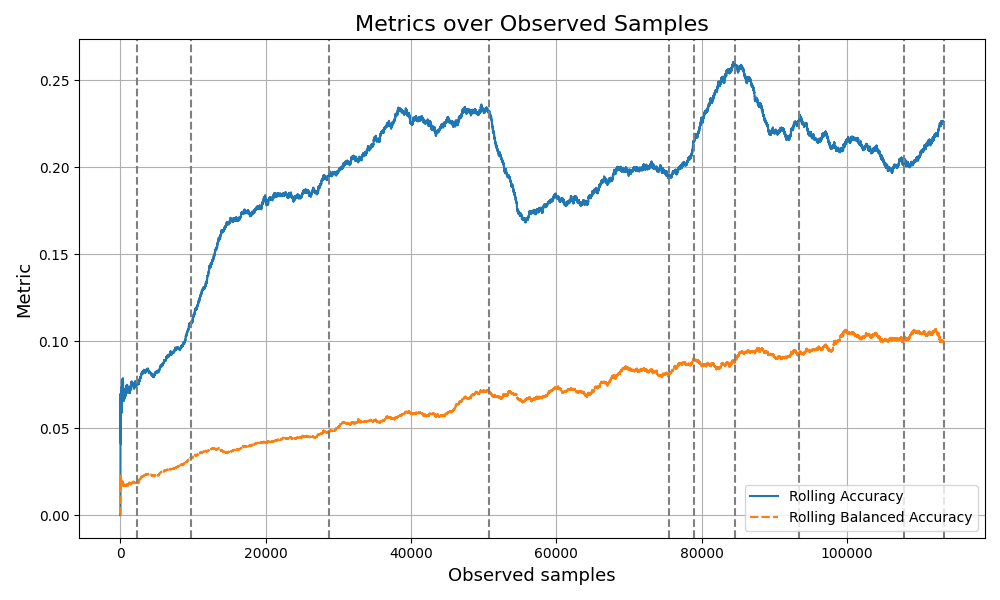 Metrics over Observed Samples
Metric
0.25
0.20
0.15
0.10
0.05
0.00
0
20000
40000
60000
80000
100000
Observed samples
Rolling Accuracy
Rolling Balanced Accuracy